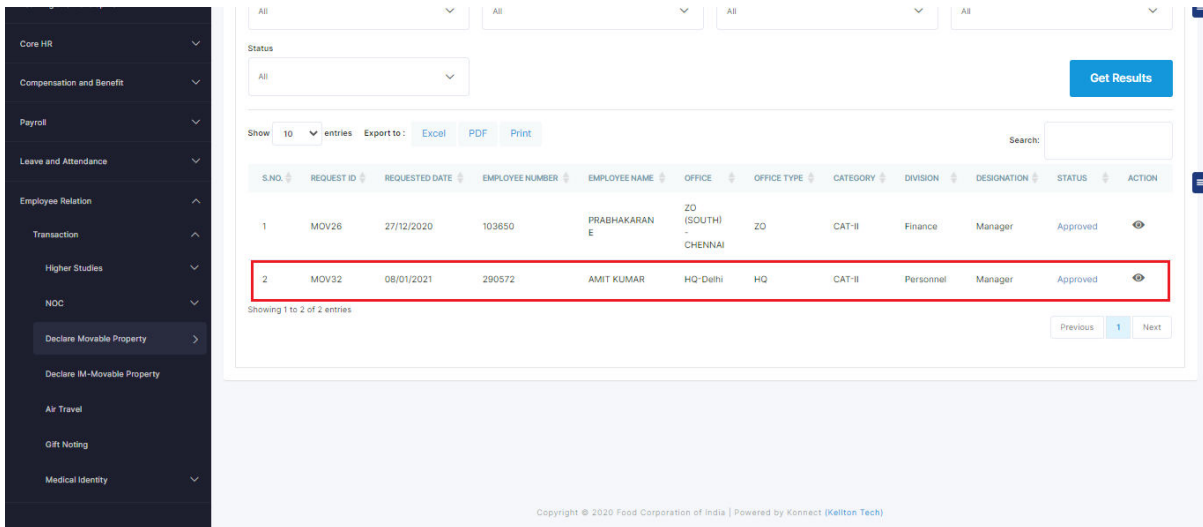 All All All All
Core HR
Status
All
Compensation and Benefit
Get Results
Payroll
Show 10 entries Export to : Excel PDF Print
Search:
Leave and Attendance
S.NO. REQUEST ID REQUESTED DATE EMPLOYEE NUMBER EMPLOYEE NAME OFFICE OFFICE TYPE CATEGORY DIVISION DESIGNATION STATUS ACTION
Employee Relation
1 MOV26 27/12/2020 103650 PRABHAKARAN E ZO (SOUTH) - CHENNAI ZO CAT-II Finance Manager Approved
Transaction
Higher Studies
2 MOV32 08/01/2021 290572 AMIT KUMAR HQ-Delhi HQ CAT-II Personnel Manager Approved
NOC
Showing 1 to 2 of 2 entries
Previous 1 Next
Declare Movable Property
Declare IM-Movable Property
Air Travel
Gift Noting
Medical Identity
Copyright © 2020 Food Corporation of India | Powered by Konnect (Kellton Tech)